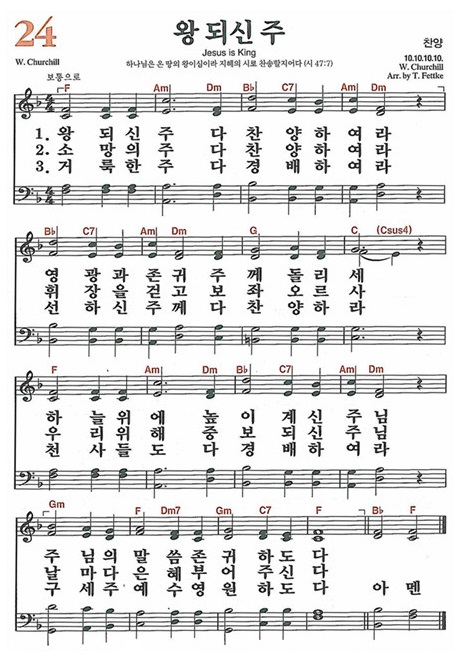 24
왕 되신 주
Jesus is King
하나님은 온 땅의 왕이심이라 지혜의 시로 찬송할지어다 (시 47:7)
찬양
W. Churchill
10.10.10.10.
W. Churchill
Arr. by T. Fettke
보통으로
F Am Dm B♭ C7 Am Dm
1. 왕 되 신 주 다 찬 양 하 여 라
2. 소 망 의 주 다 찬 양 하 여 라
3. 거 룩 한 주 다 경 배 하 여 라
B♭ C7 Am Dm G C (Csus4)
영 광 과 존 귀 주 께 돌 리 세
휘 장 을 걷 고 보 좌 오 르 사
선 하 신 주 께 다 찬 양 하 라
F Am Dm B♭ C7 Am Dm
하 늘 위 에 높 이 계 신 주 님
우 리 위 해 중 보 되 신 주 님
천 사 들 도 다 경 배 하 여 라
Gm F Dm7 Gm C7 F B♭ F
주 님 의 말 씀 존 귀 하 도 다
날 마 다 은 혜 부 어 주 신 다
구 세 주 예 수 영 원 하 도 다 아 멘